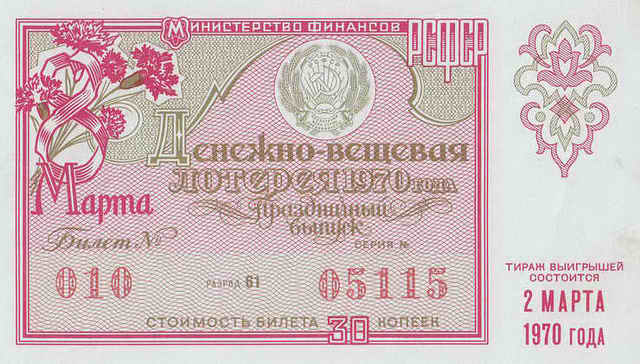 Министерство финансов
РСФСР
8
Марта
Денежно-вещевая
лотерея 1970 года
Праздничный
выпуск
Билет №
серия №
010
разряд 61
05115
стоимость билета 30 копеек
тираж выигрышей
состоится
2 марта
1970 года